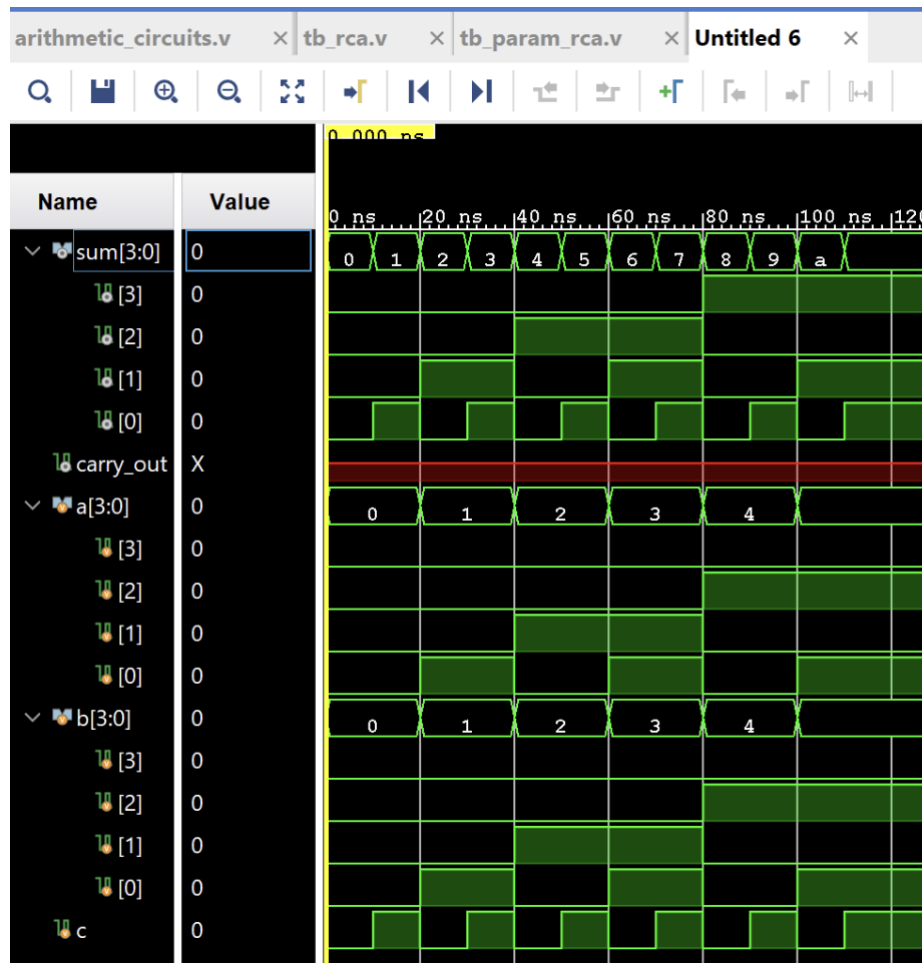 arithmetic_circuits.v × tb_rca.v × tb_param_rca.v × Untitled 6 ×
0.000 ns
Name Value 0 ns 20 ns 40 ns 60 ns 80 ns 100 ns 120
sum[3:0] 0 0 1 2 3 4 5 6 7 8 9 a
[3] 0
[2] 0
[1] 0
[0] 0
carry_out X
a[3:0] 0 0 1 2 3 4
[3] 0
[2] 0
[1] 0
[0] 0
b[3:0] 0 0 1 2 3 4
[3] 0
[2] 0
[1] 0
[0] 0
c 0